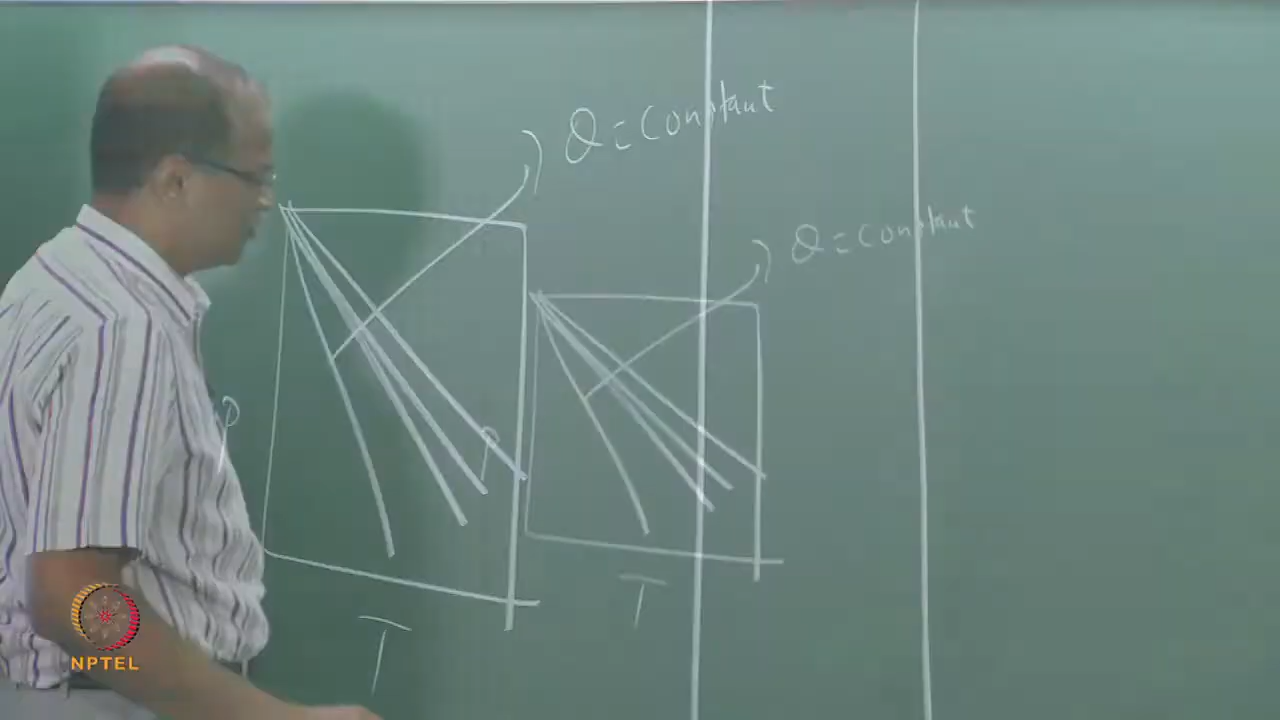 θ = Constant
θ = Constant
P
P
T
T
NPTEL